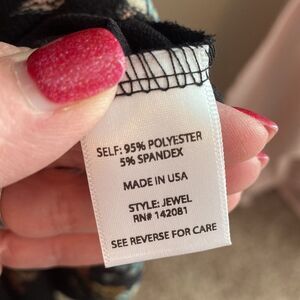 SELF: 95% POLYESTER
5% SPANDEX
MADE IN USA
STYLE: JEWEL
RN# 142081
SEE REVERSE FOR CARE